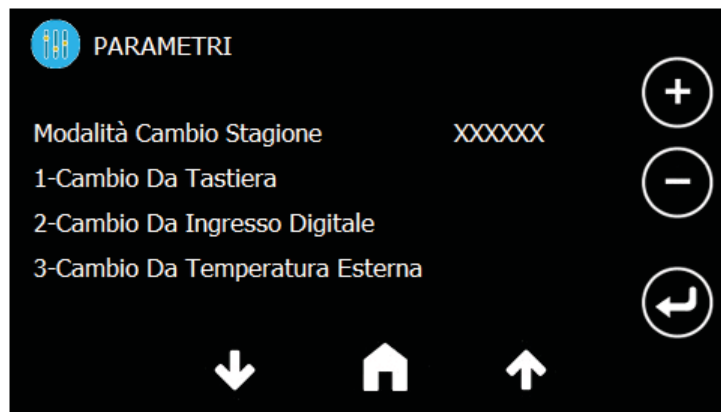 PARAMETRI
Modalità Cambio Stagione XXXXXX
1-Cambio Da Tastiera
2-Cambio Da Ingresso Digitale
3-Cambio Da Temperatura Esterna